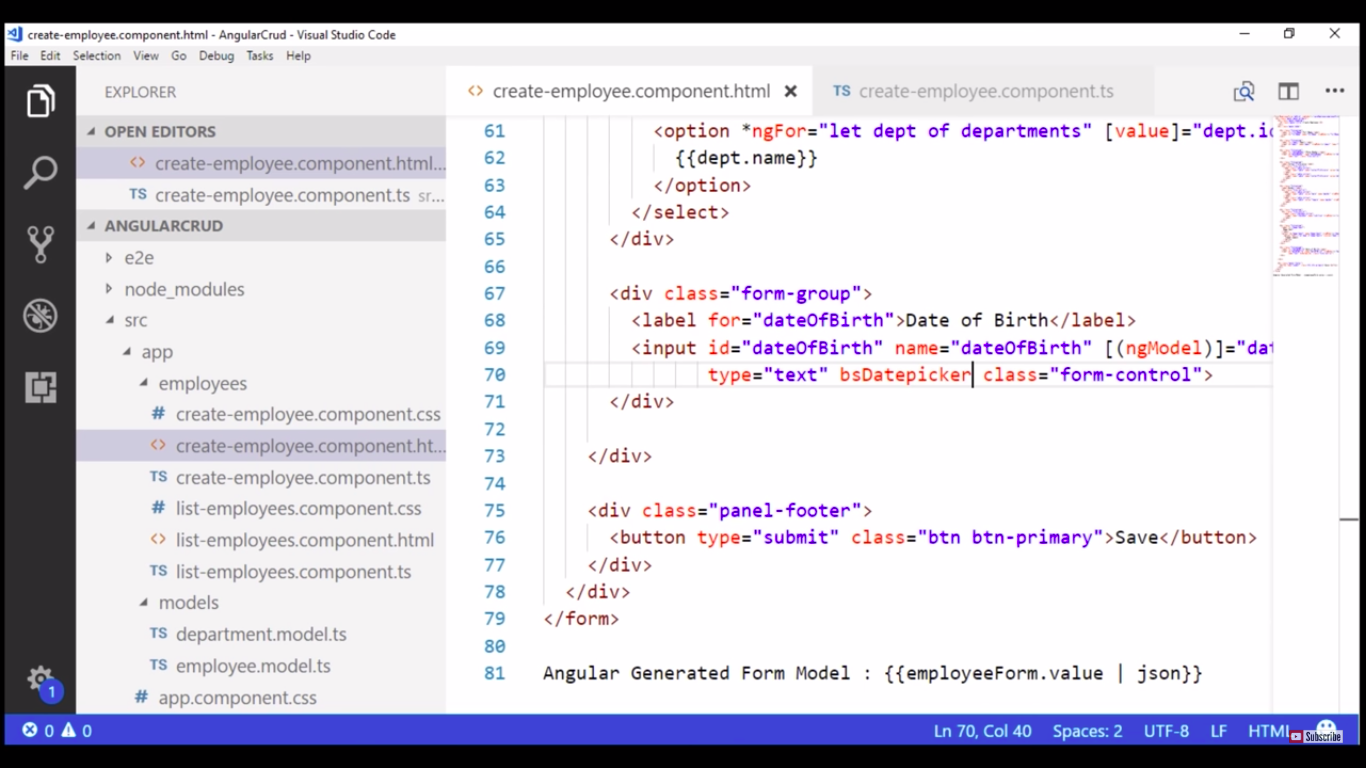 create-employee.component.html - AngularCrud - Visual Studio Code
File Edit Selection View Go Debug Tasks Help
EXPLORER
OPEN EDITORS
create-employee.component.html...
TS create-employee.component.ts sr...
ANGULARCRUD
e2e
node_modules
src
app
employees
# create-employee.component.css
<> create-employee.component.ht...
TS create-employee.component.ts
# list-employees.component.css
<> list-employees.component.html
TS list-employees.component.ts
models
TS department.model.ts
TS employee.model.ts
# app.component.css
1
<> create-employee.component.html × TS create-employee.component.ts
61 <option *ngFor="let dept of departments" [value]="dept.id
62 {{dept.name}}
63 </option>
64 </select>
65 </div>
66
67 <div class="form-group">
68 <label for="dateOfBirth">Date of Birth</label>
69 <input id="dateOfBirth" name="dateOfBirth" [(ngModel)]="dat
70 type="text" bsDatepicker class="form-control">
71 </div>
72
73 </div>
74
75 <div class="panel-footer">
76 <button type="submit" class="btn btn-primary">Save</button>
77 </div>
78 </div>
79 </form>
80
81 Angular Generated Form Model : {{employeeForm.value | json}}
0 0 Ln 70, Col 40 Spaces: 2 UTF-8 LF HTML
Subscribe